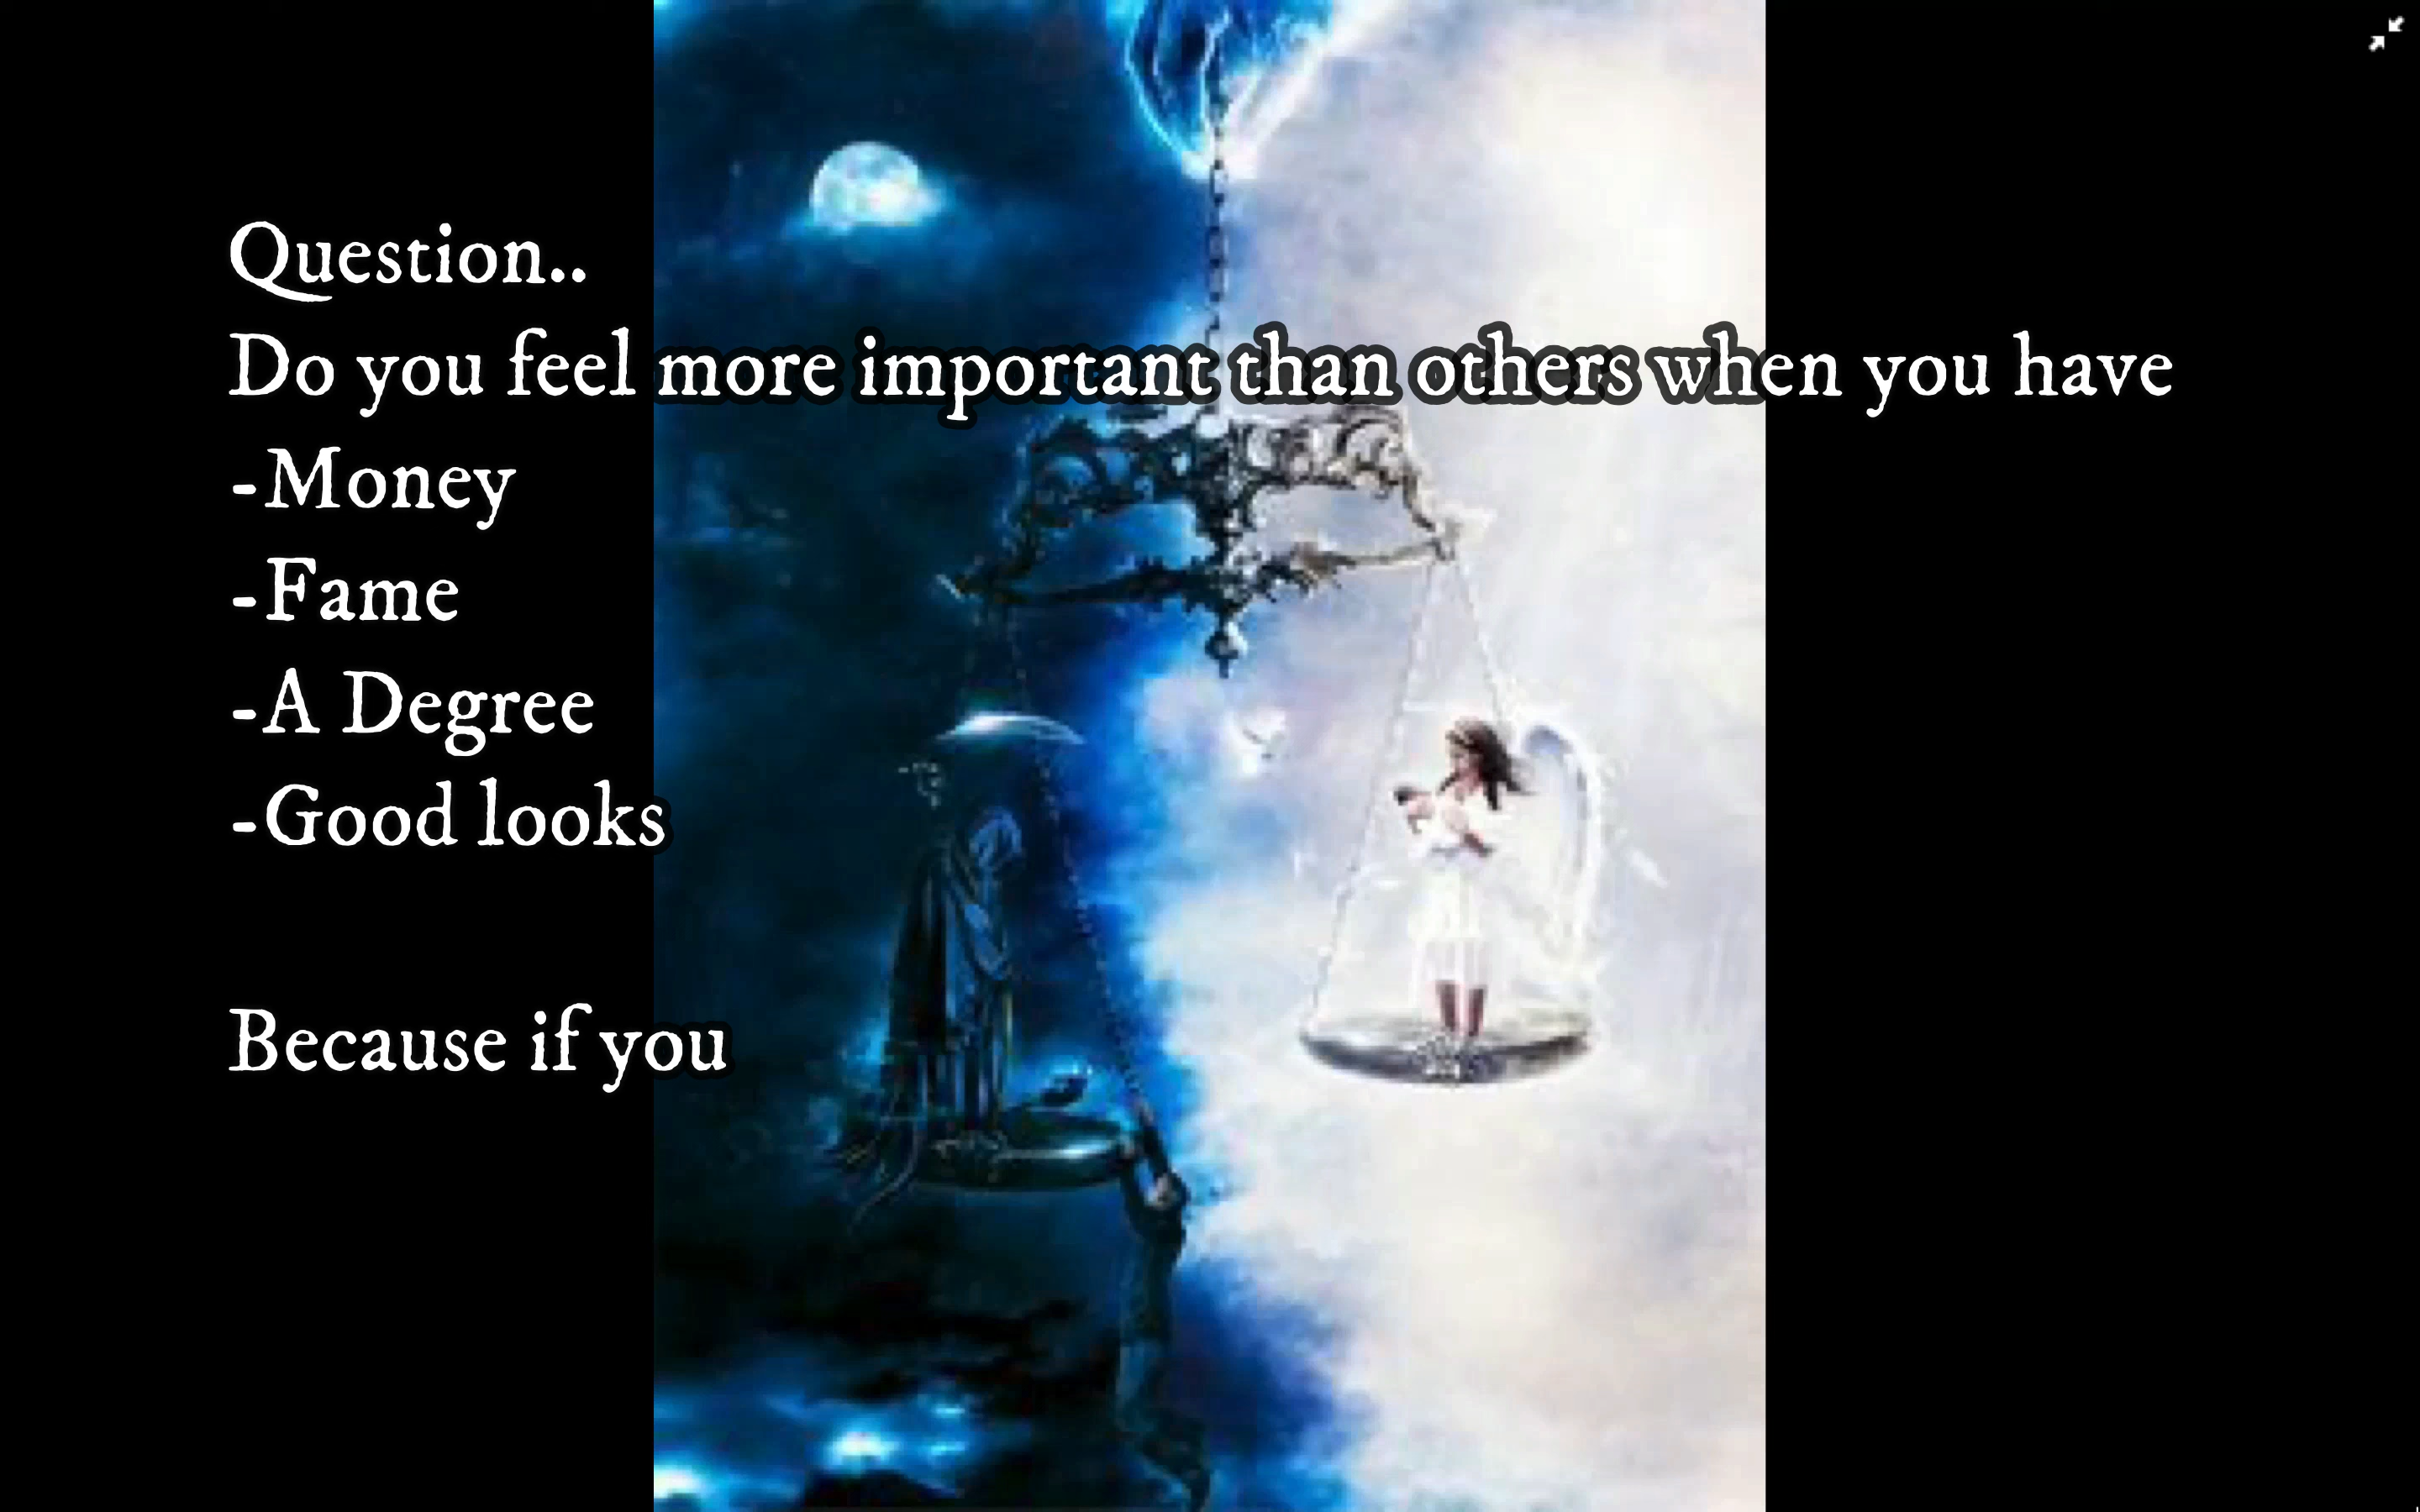 Question..
Do you feel more important than others when you have
-Money
-Fame
-A Degree
-Good looks
Because if you